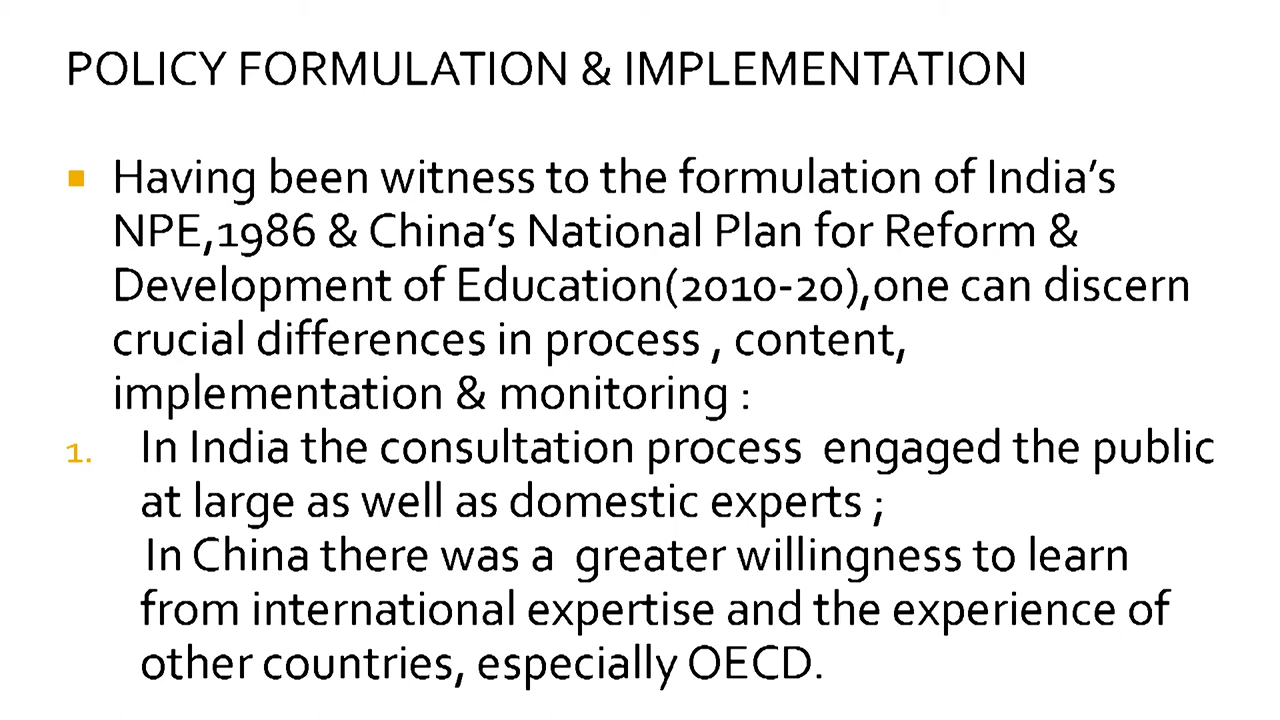 POLICY FORMULATION & IMPLEMENTATION
Having been witness to the formulation of India’s
NPE,1986 & China’s National Plan for Reform &
Development of Education(2010-20),one can discern
crucial differences in process , content,
implementation & monitoring :
1. In India the consultation process engaged the public
at large as well as domestic experts ;
In China there was a greater willingness to learn
from international expertise and the experience of
other countries, especially OECD.